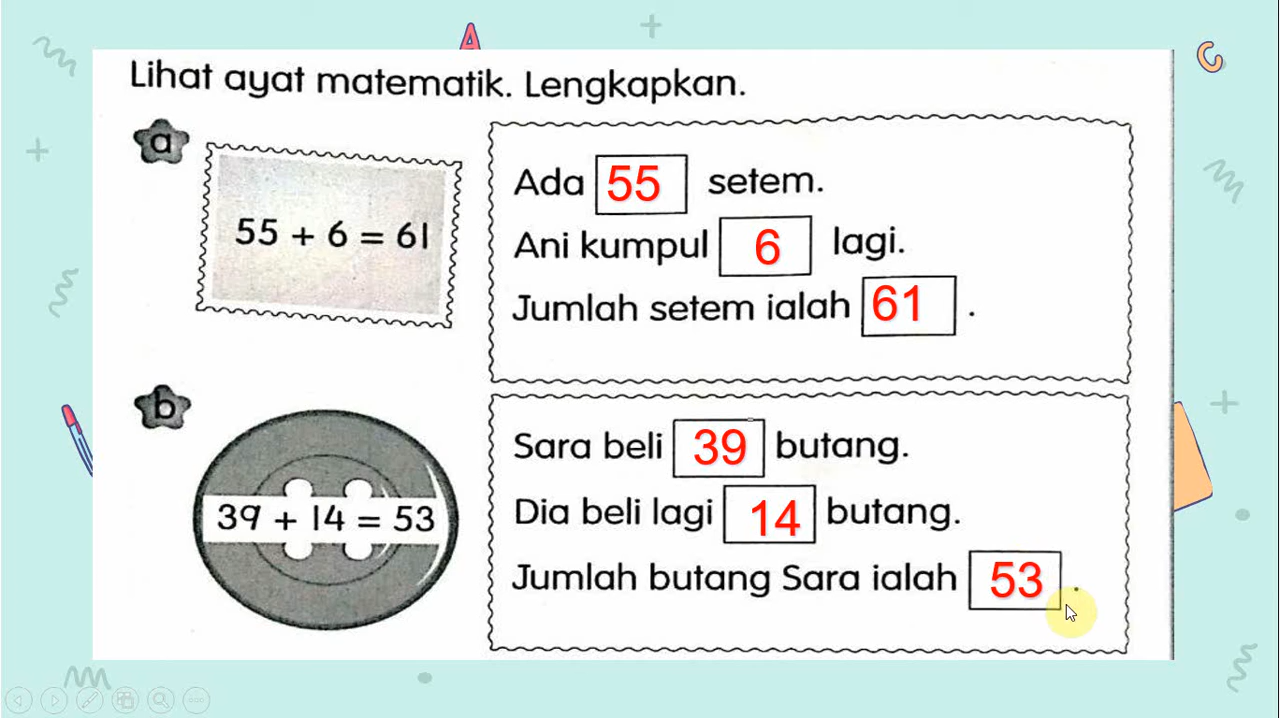 Lihat ayat matematik. Lengkapkan.
a
55 + 6 = 61
Ada 55 setem.
Ani kumpul 6 lagi.
Jumlah setem ialah 61 .
b
39 + 14 = 53
Sara beli 39 butang.
Dia beli lagi 14 butang.
Jumlah butang Sara ialah 53 .